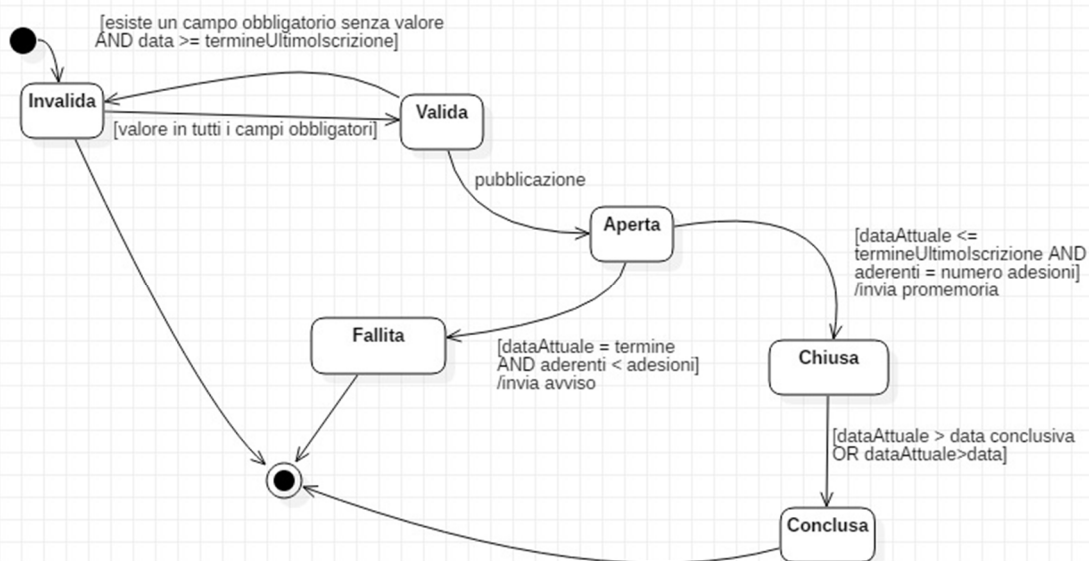 [esiste un campo obbligatorio senza valore
AND data >= termineUltimoIscrizione]
Invalida
Valida
[valore in tutti i campi obbligatori]
pubblicazione
Aperta
[dataAttuale <=
termineUltimoIscrizione AND
aderenti = numero adesioni]
/invia promemoria
Fallita
[dataAttuale = termine
AND aderenti < adesioni]
/invia avviso
Chiusa
[dataAttuale > data conclusiva
OR dataAttuale>data]
Conclusa